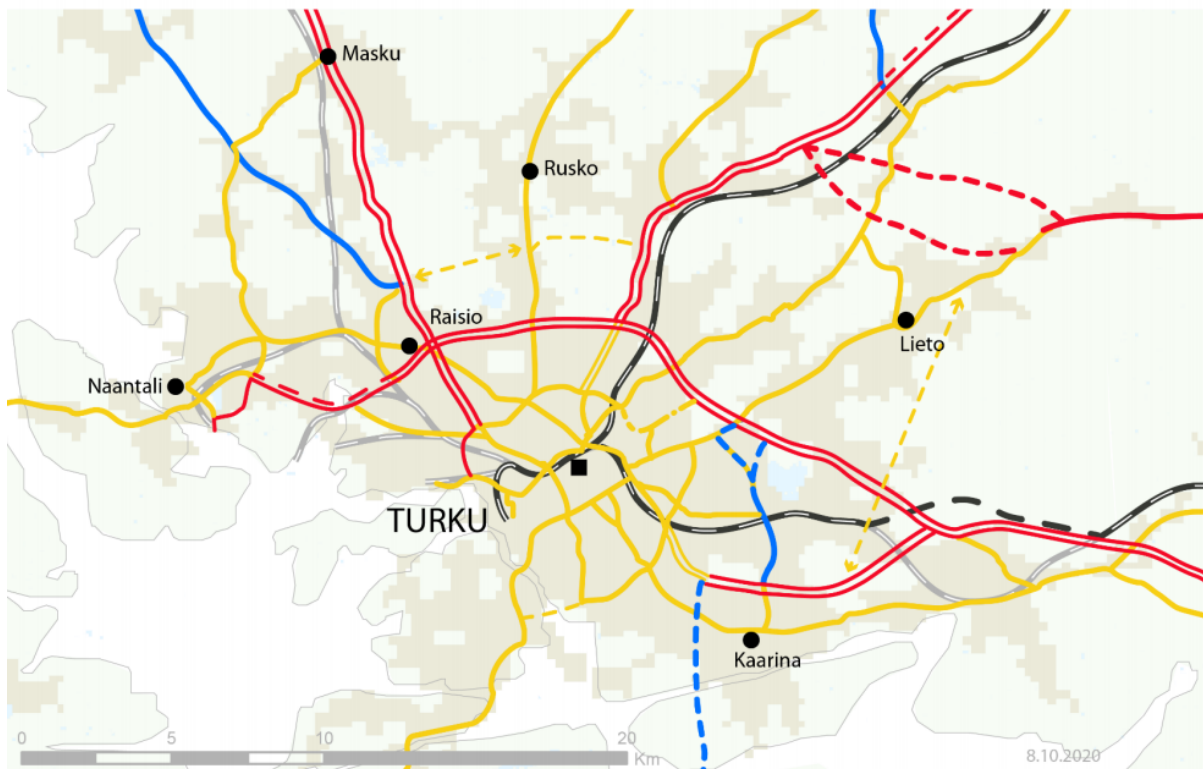 Masku
Rusko
Raisio
Lieto
Naantali
TURKU
Kaarina
0 5 10 20
Km
8.10.2020